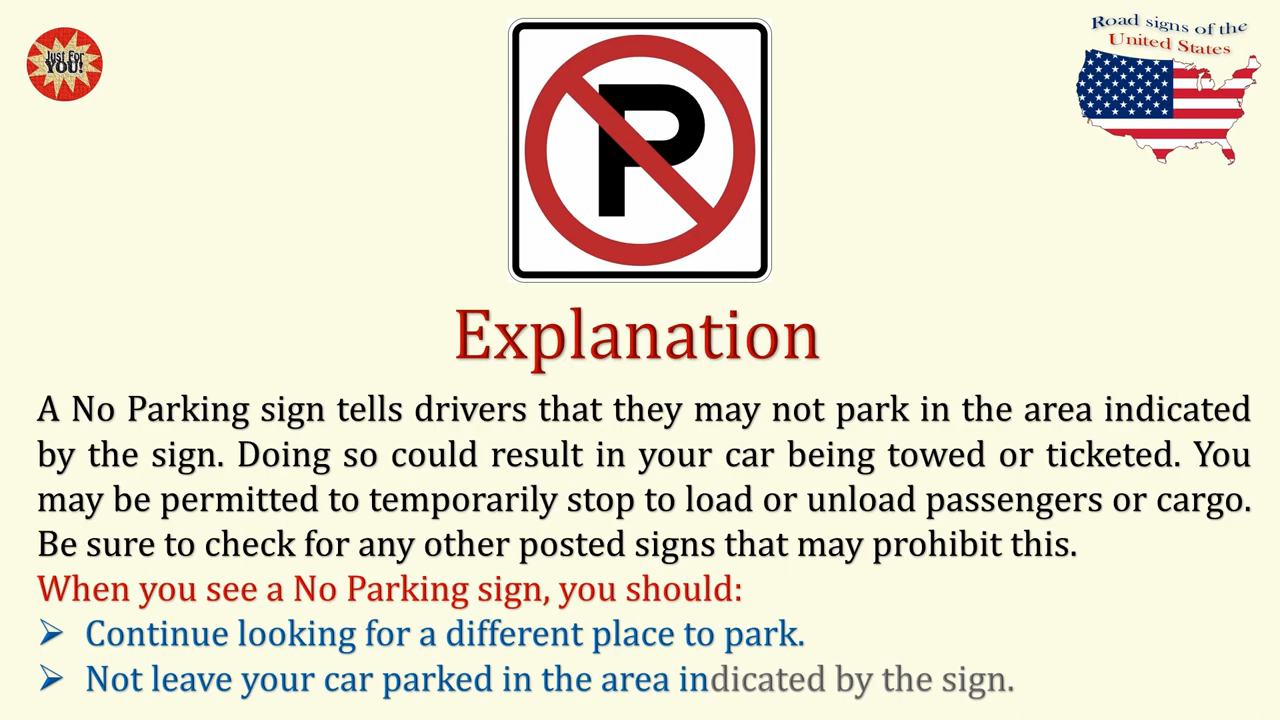 Just For
YOU!
Road signs of the
United States
P
Explanation
A No Parking sign tells drivers that they may not park in the area indicated
by the sign. Doing so could result in your car being towed or ticketed. You
may be permitted to temporarily stop to load or unload passengers or cargo.
Be sure to check for any other posted signs that may prohibit this.
When you see a No Parking sign, you should:
➢ Continue looking for a different place to park.
➢ Not leave your car parked in the area indicated by the sign.